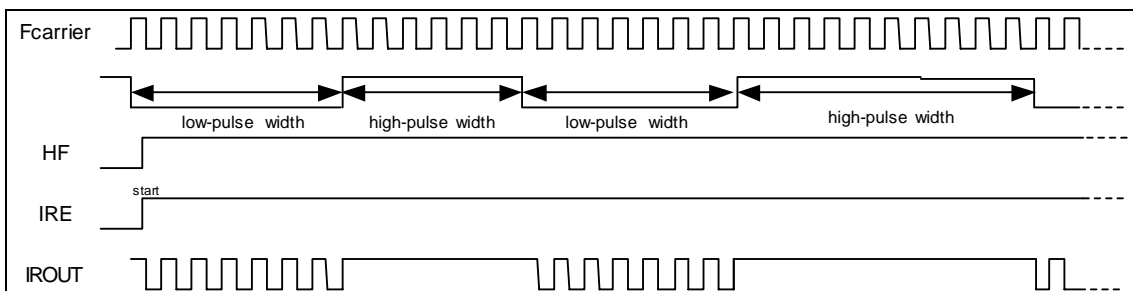 Fcarrier
low-pulse width
high-pulse width
low-pulse width
high-pulse width
HF
start
IRE
IROUT